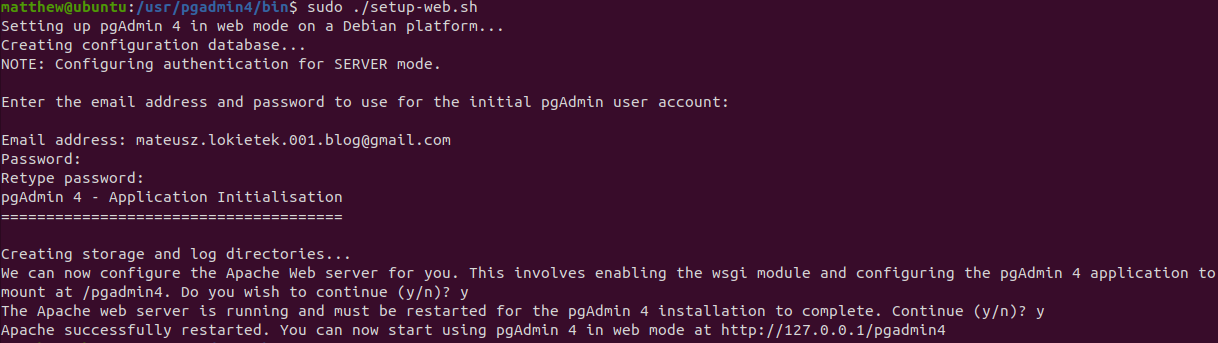 matthew@ubuntu:/usr/pgadmin4/bin$ sudo ./setup-web.sh
Setting up pgAdmin 4 in web mode on a Debian platform...
Creating configuration database...
NOTE: Configuring authentication for SERVER mode.
Enter the email address and password to use for the initial pgAdmin user account:
Email address: mateusz.lokietek.001.blog@gmail.com
Password:
Retype password:
pgAdmin 4 - Application Initialisation
======================================
Creating storage and log directories...
We can now configure the Apache Web server for you. This involves enabling the wsgi module and configuring the pgAdmin 4 application to
mount at /pgadmin4. Do you wish to continue (y/n)? y
The Apache web server is running and must be restarted for the pgAdmin 4 installation to complete. Continue (y/n)? y
Apache successfully restarted. You can now start using pgAdmin 4 in web mode at http://127.0.0.1/pgadmin4